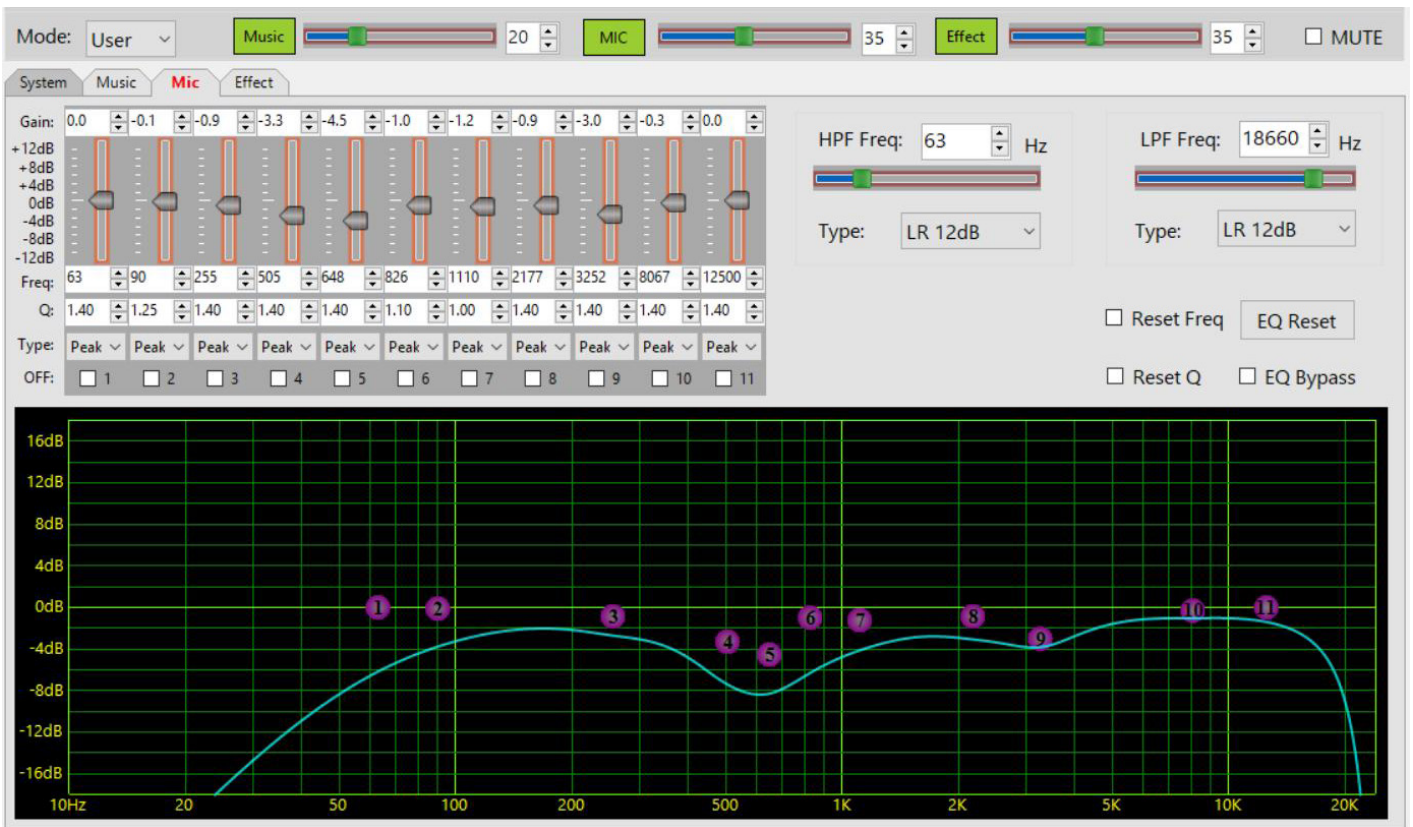 Mode: User Music 20 MIC 35 Effect 35 MUTE
System Music Mic Effect
Gain: 0.0 -0.1 -0.9 -3.3 -4.5 -1.0 -1.2 -0.9 -3.0 -0.3 0.0
+12dB
+8dB
+4dB
0dB
-4dB
-8dB
-12dB
Freq: 63 90 255 505 648 826 1110 2177 3252 8067 12500
Q: 1.40 1.25 1.40 1.40 1.40 1.10 1.00 1.40 1.40 1.40 1.40
Type: Peak Peak Peak Peak Peak Peak Peak Peak Peak Peak Peak
OFF: 1 2 3 4 5 6 7 8 9 10 11
HPF Freq: 63 Hz
Type: LR 12dB
LPF Freq: 18660 Hz
Type: LR 12dB
Reset Freq EQ Reset
Reset Q EQ Bypass
16dB
12dB
8dB
4dB
0dB
-4dB
-8dB
-12dB
-16dB
1 2 3 4 5 6 7 8 9 10 11
10Hz 20 50 100 200 500 1K 2K 5K 10K 20K